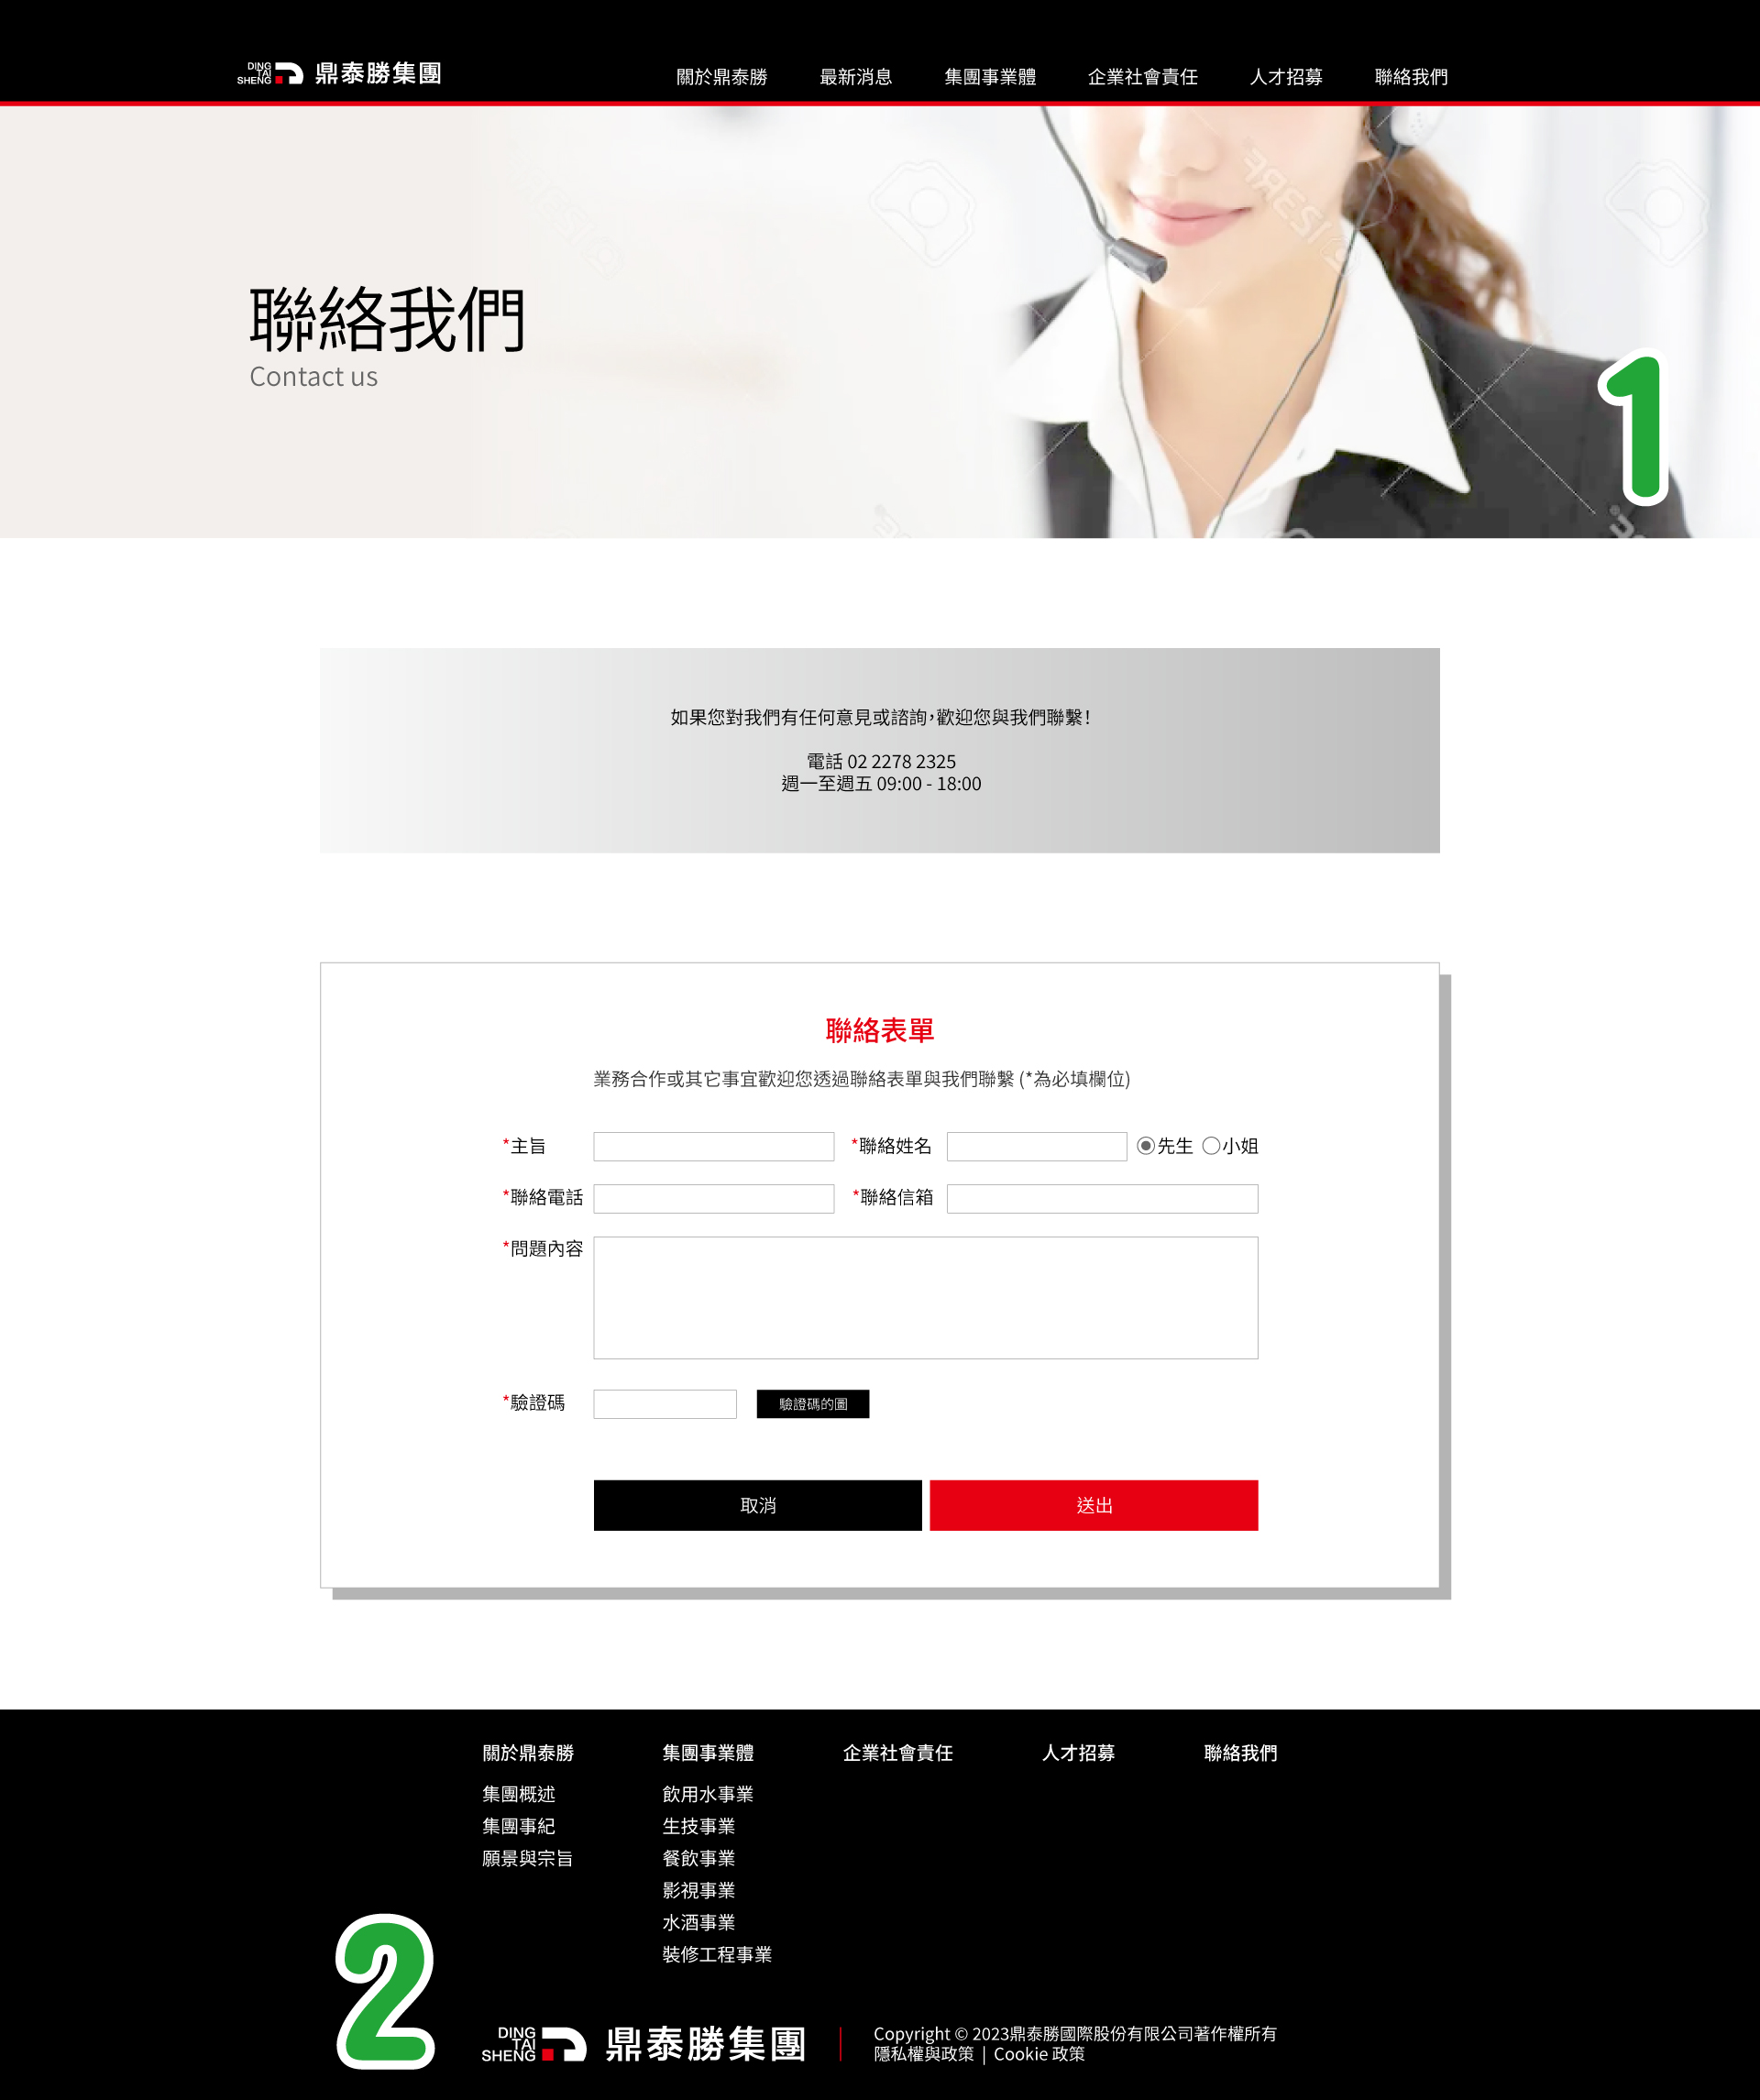 DING
TAI
SHENG
鼎泰勝集團
關於鼎泰勝 最新消息 集團事業體 企業社會責任 人才招募 聯絡我們
聯絡我們
Contact us
1
如果您對我們有任何意見或諮詢，歡迎您與我們聯繫！
電話 02 2278 2325
週一至週五 09:00 - 18:00
聯絡表單
業務合作或其它事宜歡迎您透過聯絡表單與我們聯繫 (*為必填欄位)
*主旨 *聯絡姓名 先生 小姐
*聯絡電話 *聯絡信箱
*問題內容
*驗證碼 驗證碼的圖
取消 送出
關於鼎泰勝 集團事業體 企業社會責任 人才招募 聯絡我們
集團概述 飲用水事業
集團事紀 生技事業
願景與宗旨 餐飲事業
影視事業
水酒事業
裝修工程事業
2
DING
TAI
SHENG
鼎泰勝集團
Copyright © 2023鼎泰勝國際股份有限公司著作權所有
隱私權與政策 | Cookie 政策